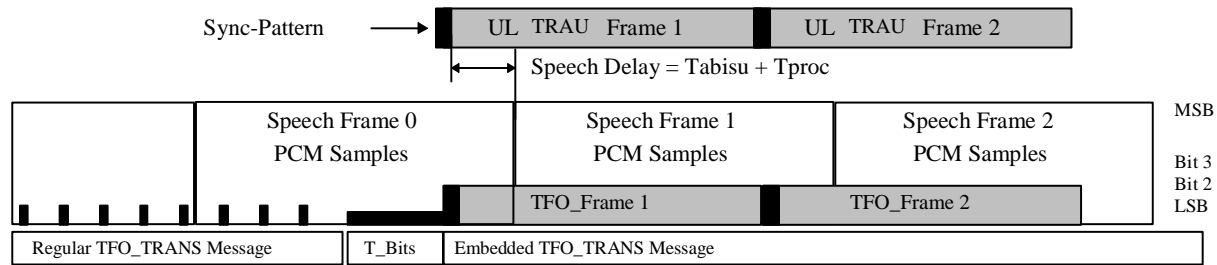 Sync-Pattern
UL TRAU Frame 1
UL TRAU Frame 2
Speech Delay = Tabisu + Tproc
Speech Frame 0
PCM Samples
Speech Frame 1
PCM Samples
Speech Frame 2
PCM Samples
MSB
Bit 3
Bit 2
LSB
TFO_Frame 1
TFO_Frame 2
Regular TFO_TRANS Message
T_Bits
Embedded TFO_TRANS Message